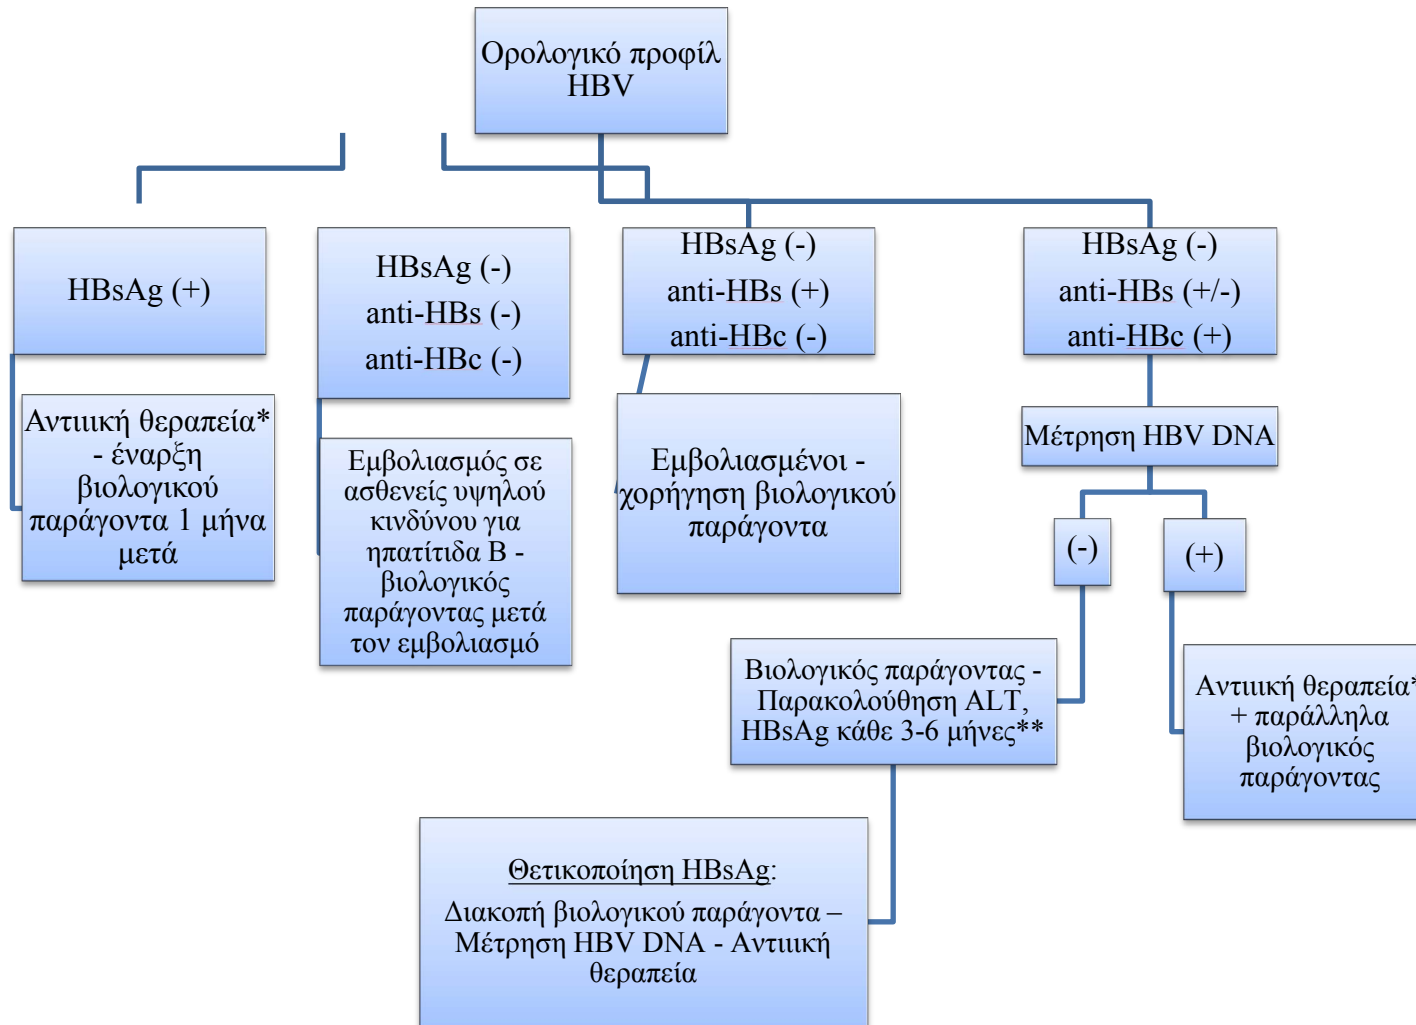 Ορολογικό προφίλ
HBV
HBsAg (+)
HBsAg (-)
anti-HBs (-)
anti-HBc (-)
HBsAg (-)
anti-HBs (+)
anti-HBc (-)
HBsAg (-)
anti-HBs (+/-)
anti-HBc (+)
Αντιιική θεραπεία*
- έναρξη
βιολογικού
παράγοντα 1 μήνα
μετά
Εμβολιασμός σε
ασθενείς υψηλού
κινδύνου για
ηπατίτιδα Β -
βιολογικός
παράγοντας μετά
τον εμβολιασμό
Εμβολιασμένοι -
χορήγηση βιολογικού
παράγοντα
Μέτρηση HBV DNA
(-)
(+)
Βιολογικός παράγοντας -
Παρακολούθηση ALT,
HBsAg κάθε 3-6 μήνες**
Αντιιική θεραπεία*
+ παράλληλα
βιολογικός
παράγοντας
Θετικοποίηση HBsAg:
Διακοπή βιολογικού παράγοντα –
Μέτρηση HBV DNA - Αντιιική
θεραπεία